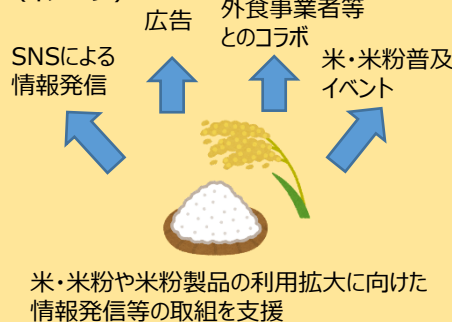 広告
外食事業者等
とのコラボ
SNSによる
情報発信
米・米粉普及
イベント
米・米粉や米粉製品の利用拡大に向けた
情報発信等の取組を支援